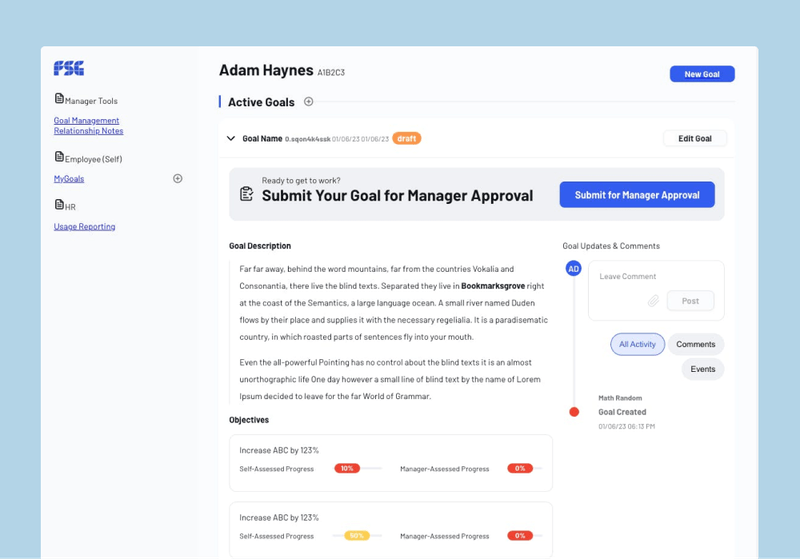 FSG
Manager Tools
Goal Management
Relationship Notes
Employee (Self)
MyGoals
HR
Usage Reporting
Adam Haynes A1B2C3
New Goal
Active Goals
Goal Name 0.sqon4k4ssk 01/06/23 01/06/23 draft
Edit Goal
Ready to get to work?
Submit Your Goal for Manager Approval
Submit for Manager Approval
Goal Description
Far far away, behind the word mountains, far from the countries Vokalia and
Consonantia, there live the blind texts. Separated they live in Bookmarksgrove right
at the coast of the Semantics, a large language ocean. A small river named Duden
flows by their place and supplies it with the necessary regelialia. It is a paradisematic
country, in which roasted parts of sentences fly into your mouth.
Even the all-powerful Pointing has no control about the blind texts it is an almost
unorthographic life One day however a small line of blind text by the name of Lorem
Ipsum decided to leave for the far World of Grammar.
Objectives
Increase ABC by 123%
Self-Assessed Progress 10% Manager-Assessed Progress 0%
Increase ABC by 123%
Self-Assessed Progress 50% Manager-Assessed Progress 0%
Goal Updates & Comments
AD
Leave Comment
Post
All Activity
Comments
Events
Math Random
Goal Created
01/06/23 06:13 PM